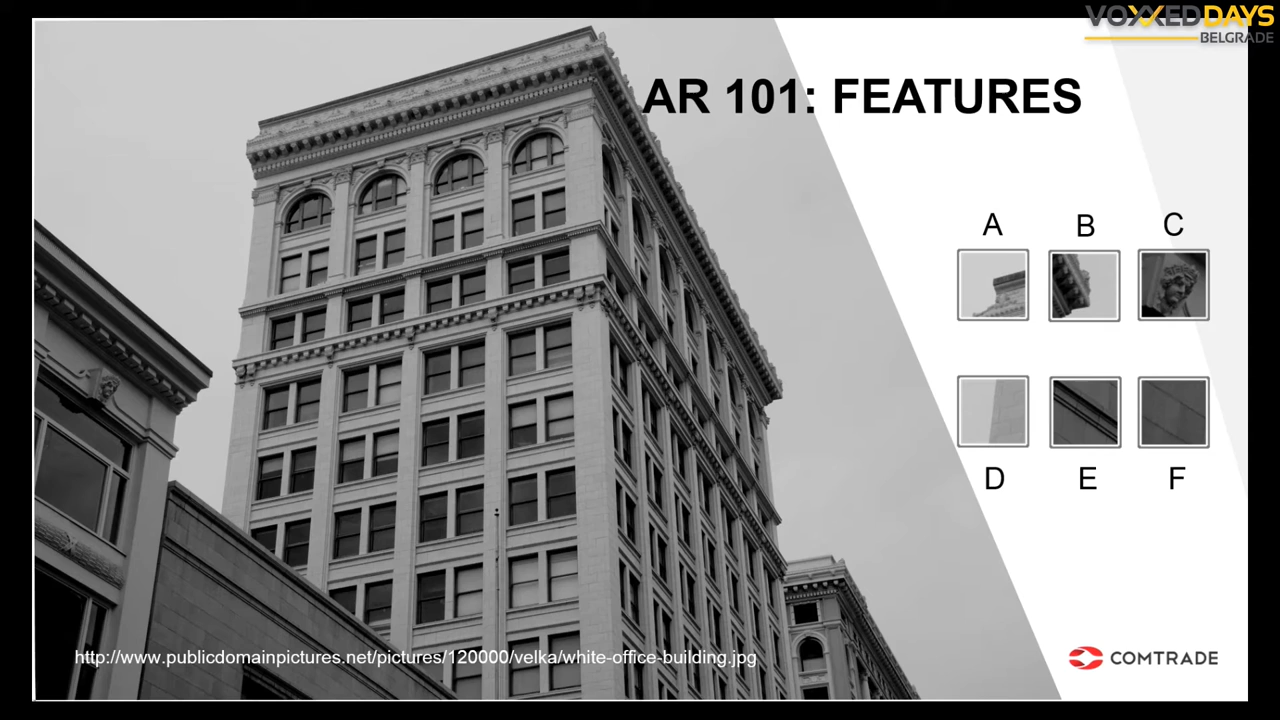 VOXXED DAYS
BELGRADE
AR 101: FEATURES
A B C
D E F
http://www.publicdomainpictures.net/pictures/120000/velka/white-office-building.jpg
COMTRADE